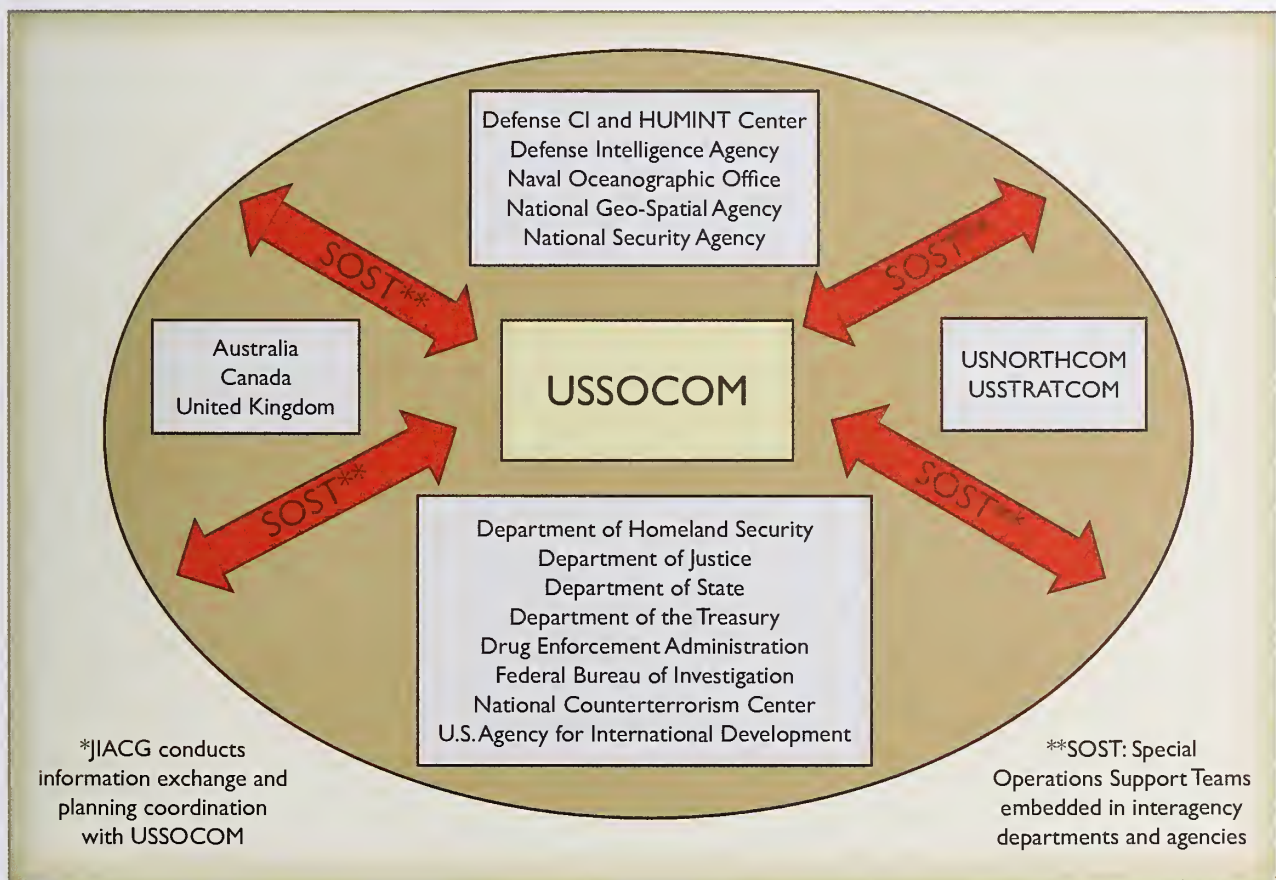 Defense CI and HUMINT Center
Defense Intelligence Agency
Naval Oceanographic Office
National Geo-Spatial Agency
National Security Agency
SOST**
SOST**
Australia
Canada
United Kingdom
USSOCOM
USNORTHCOM
USSTRATCOM
SOST**
SOST**
Department of Homeland Security
Department of Justice
Department of State
Department of the Treasury
Drug Enforcement Administration
Federal Bureau of Investigation
National Counterterrorism Center
U.S. Agency for International Development
*JIACG conducts
information exchange and
planning coordination
with USSOCOM
**SOST: Special
Operations Support Teams
embedded in interagency
departments and agencies